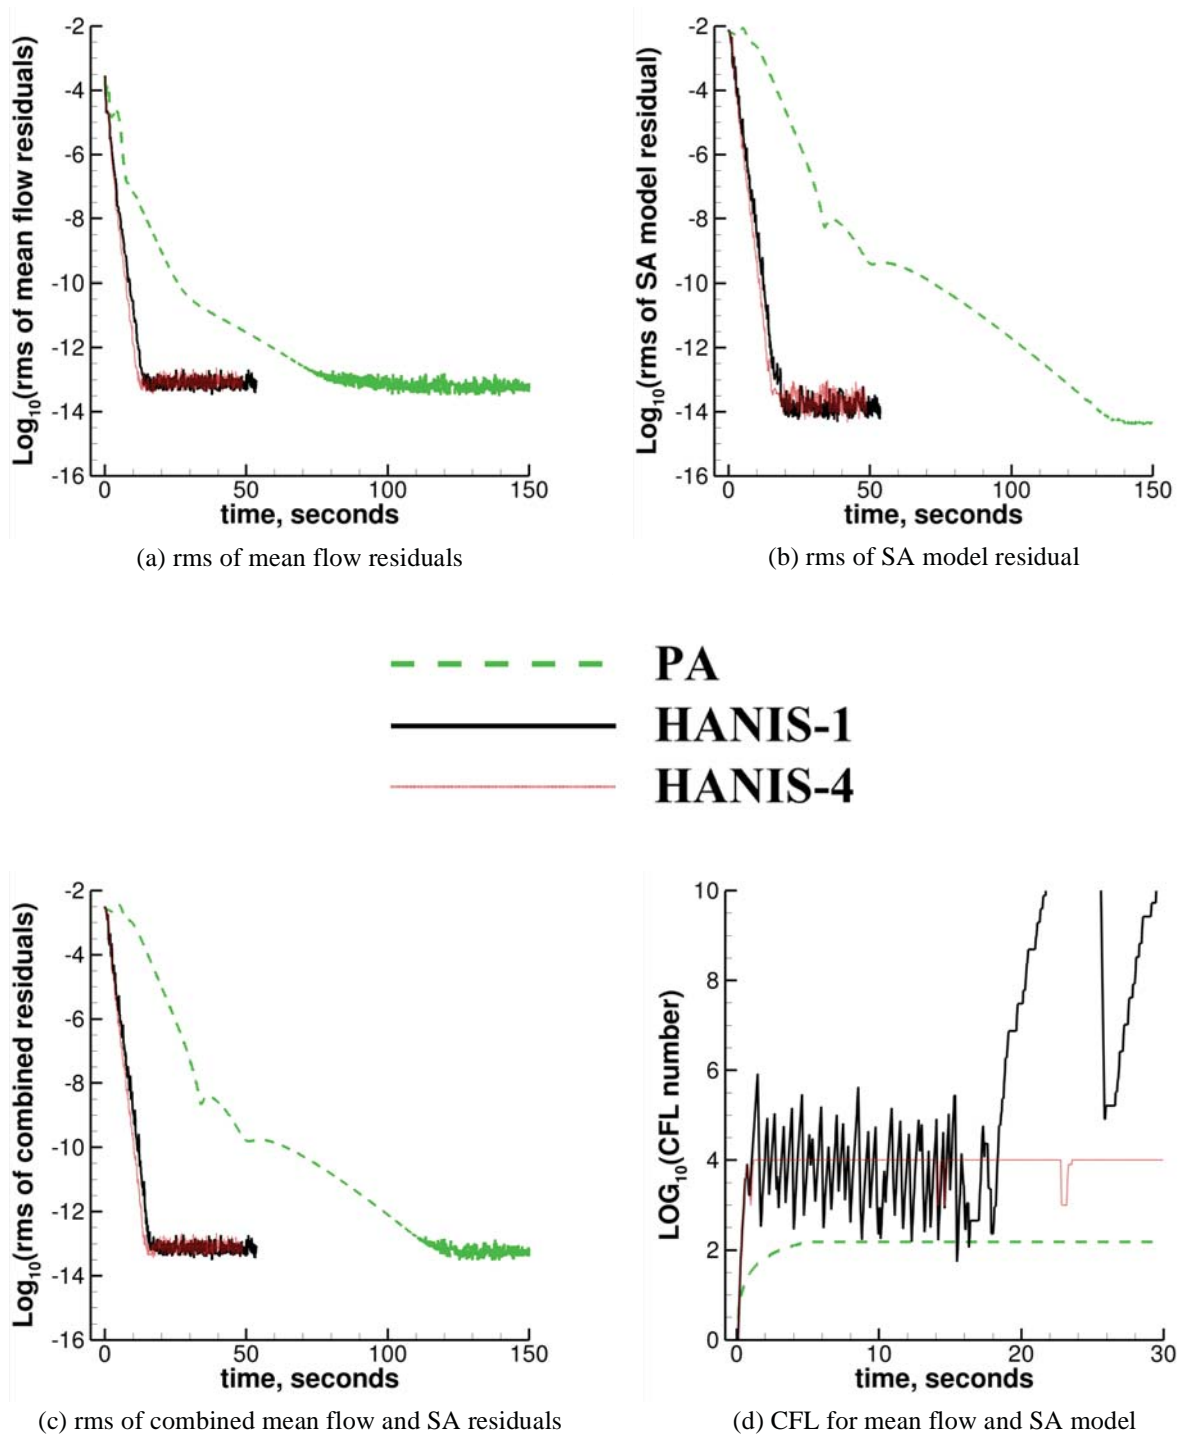 Log10(rms of mean flow residuals)
-2
-4
-6
-8
-10
-12
-14
-16
0 50 100 150
time, seconds
(a) rms of mean flow residuals
Log10(rms of SA model residual)
-2
-4
-6
-8
-10
-12
-14
-16
0 50 100 150
time, seconds
(b) rms of SA model residual
PA
HANIS-1
HANIS-4
Log10(rms of combined residuals)
-2
-4
-6
-8
-10
-12
-14
-16
0 50 100 150
time, seconds
(c) rms of combined mean flow and SA residuals
LOG10(CFL number)
10
8
6
4
2
0
0 10 20 30
time, seconds
(d) CFL for mean flow and SA model